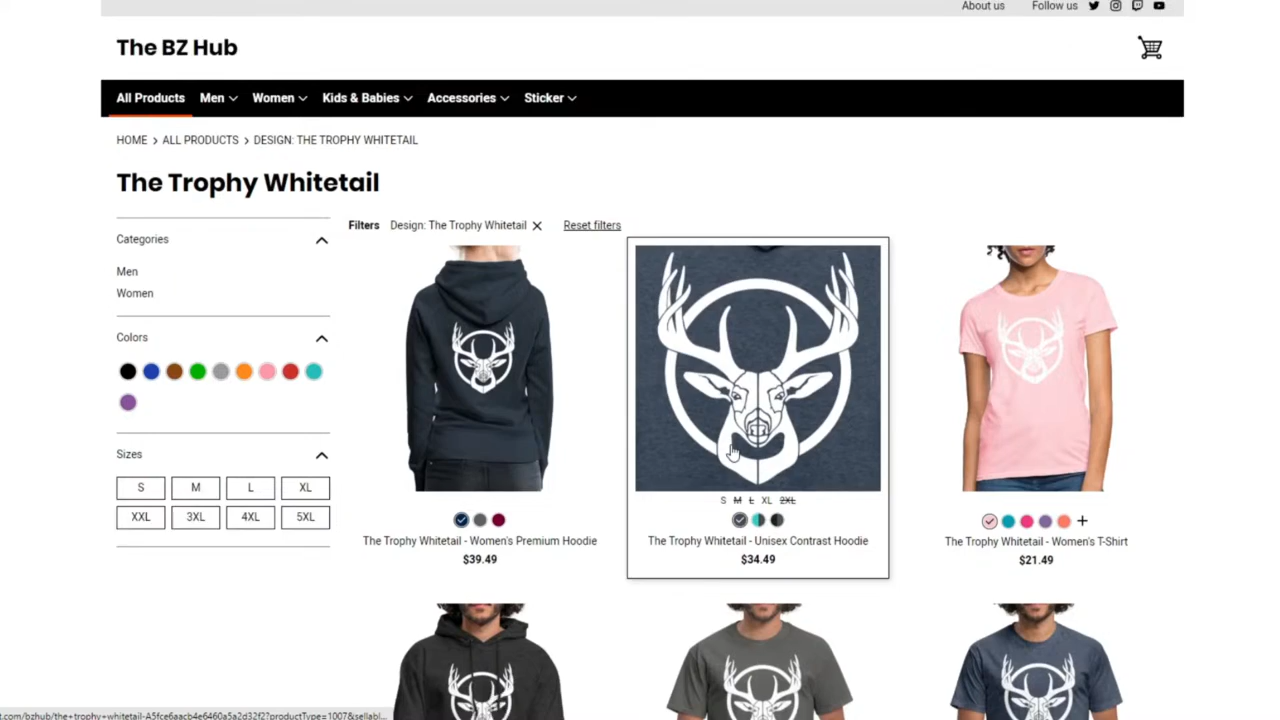 About us Follow us
The BZ Hub
All Products Men Women Kids & Babies Accessories Sticker
HOME > ALL PRODUCTS > DESIGN: THE TROPHY WHITETAIL
The Trophy Whitetail
Categories
Men
Women
Colors
Sizes
S M L XL
XXL 3XL 4XL 5XL
Filters Design: The Trophy Whitetail Reset filters
The Trophy Whitetail - Women's Premium Hoodie
$39.49
S M L XL 2XL
The Trophy Whitetail - Unisex Contrast Hoodie
$34.49
The Trophy Whitetail - Women's T-Shirt
$21.49